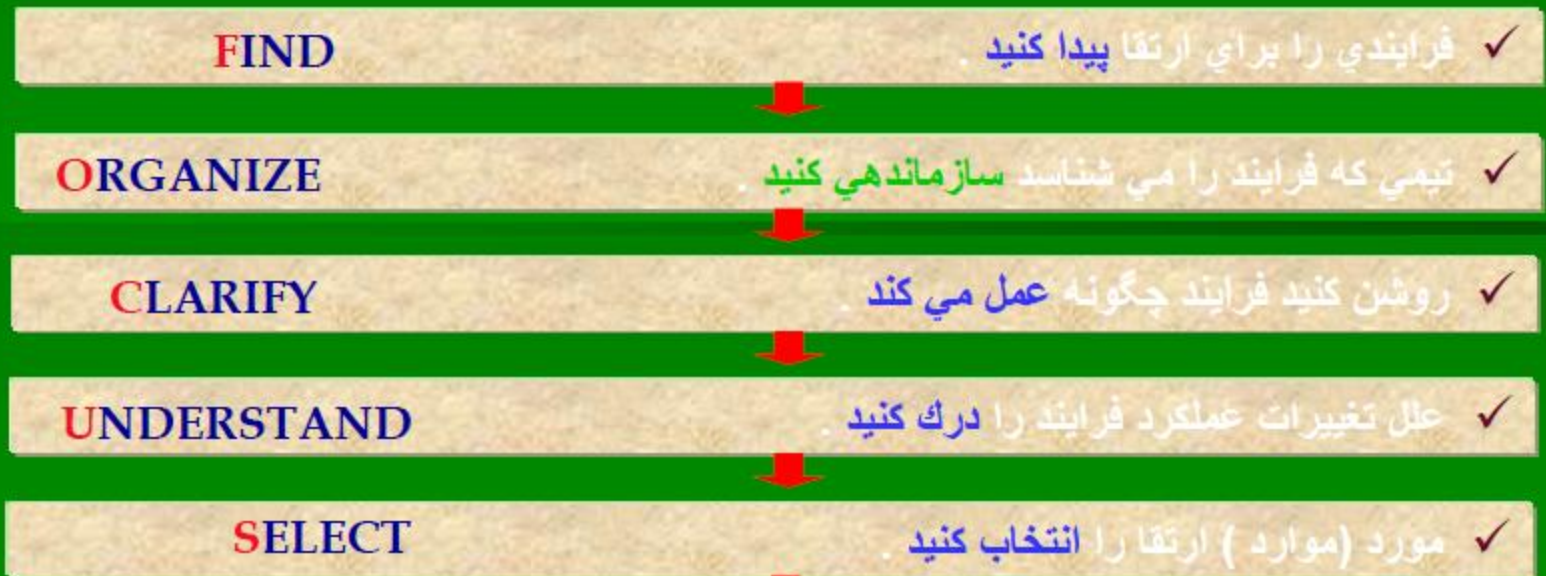 FIND
✓ فرايندي را براي ارتقا پيدا كنيد .
ORGANIZE
✓ تيمي كه فرايند را مي شناسد سازماندهي كنيد .
CLARIFY
✓ روشن كنيد فرايند چگونه عمل مي كند .
UNDERSTAND
✓ علل تغييرات عملكرد فرايند را درك كنيد .
SELECT
✓ مورد (موارد ) ارتقا را انتخاب كنيد .